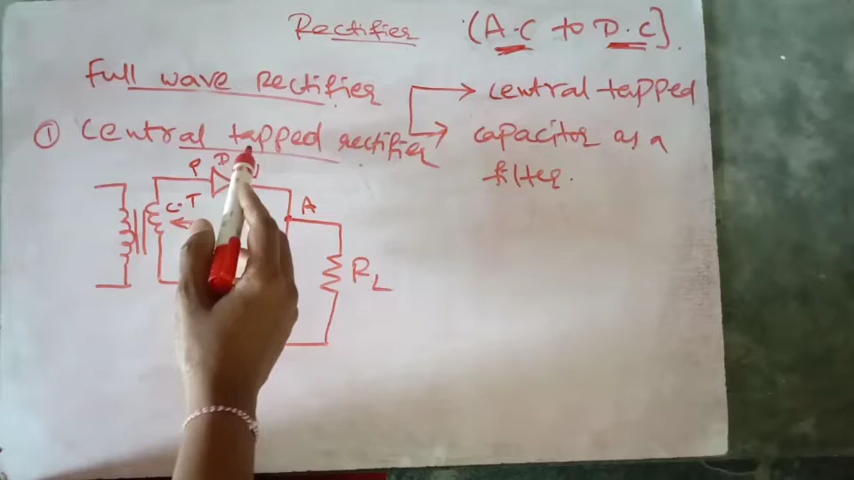 Rectifier (A.C to D.C).
Full wave Rectifier → central tapped
① Central tapped rectifier → capacitor as a
filter.
P D
C.T A
RL